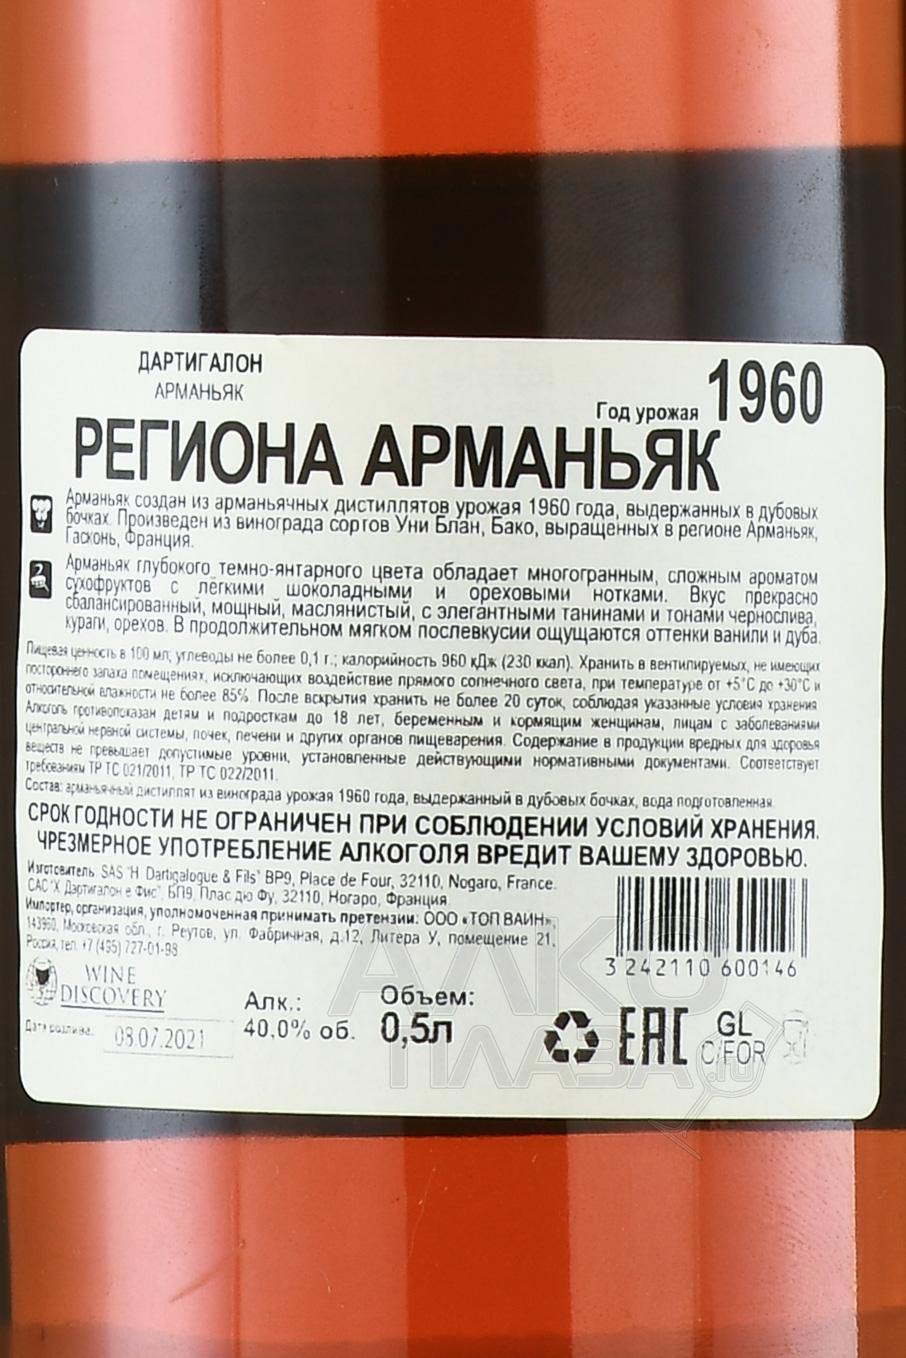 ДАРТИГАЛОН
АРМАНЬЯК
Год урожая 1960
РЕГИОНА АРМАНЬЯК
Арманьяк создан из арманьячных дистиллятов урожая 1960 года, выдержанных в дубовых
бочках. Произведен из винограда сортов Уни Блан, Бако, выращенных в регионе Арманьяк,
Гасконь, Франция.
Арманьяк глубокого темно-янтарного цвета обладает многогранным, сложным ароматом
сухофруктов с лёгкими шоколадными и ореховыми нотками. Вкус прекрасно
сбалансированный, мощный, маслянистый, с элегантными танинами и тонами чернослива,
кураги, орехов. В продолжительном мягком послевкусии ощущаются оттенки ванили и дуба.
Пищевая ценность в 100 мл: углеводы не более 0,1 г.; калорийность 960 кДж (230 ккал). Хранить в вентилируемых, не имеющих
постороннего запаха помещениях, исключающих воздействие прямого солнечного света, при температуре от +5°С до +30°С и
относительной влажности не более 85%. После вскрытия хранить не более 20 суток, соблюдая указанные условия хранения.
Алкоголь противопоказан детям и подросткам до 18 лет, беременным и кормящим женщинам, лицам с заболеваниями
центральной нервной системы, почек, печени и других органов пищеварения. Содержание в продукции вредных для здоровья
веществ не превышает допустимые уровни, установленные действующими нормативными документами. Соответствует
требованиям ТР ТС 021/2011, ТР ТС 022/2011.
Состав: арманьячный дистиллят из винограда урожая 1960 года, выдержанный в дубовых бочках, вода подготовленная.
СРОК ГОДНОСТИ НЕ ОГРАНИЧЕН ПРИ СОБЛЮДЕНИИ УСЛОВИЙ ХРАНЕНИЯ.
ЧРЕЗМЕРНОЕ УПОТРЕБЛЕНИЕ АЛКОГОЛЯ ВРЕДИТ ВАШЕМУ ЗДОРОВЬЮ.
Изготовитель: SAS "H Dartigalogue & Fils" BP9, Place de Four, 32110, Nogaro, France.
САС "Х Дартигалон е Фис", БП9, Плас дю Фу, 32110, Ногаро, Франция.
Импортер, организация, уполномоченная принимать претензии: ООО «ТОП ВАЙН»,
143960, Московская обл., г. Реутов, ул. Фабричная, д.12, Литера У, помещение 21,
Россия, тел. +7 (495) 727-01-98
3 242110 600146
WINE
DISCOVERY
Дата розлива: 08.07.2021
Алк.:
40.0% об.
Объем:
0,5л
EAC
GL
C/FOR
АЛКО
ПЛАЗА.ru